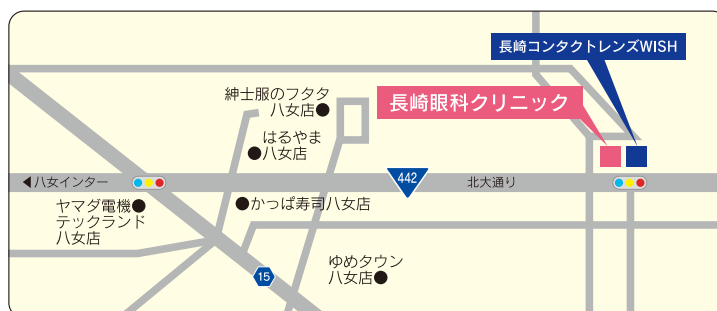 長崎コンタクトレンズWISH
長崎眼科クリニック
紳士服のフタタ
八女店●
はるやま
●八女店
442
北大通り
◀八女インター
ヤマダ電機●
テックランド
八女店
●かっぱ寿司八女店
ゆめタウン
八女店●
15